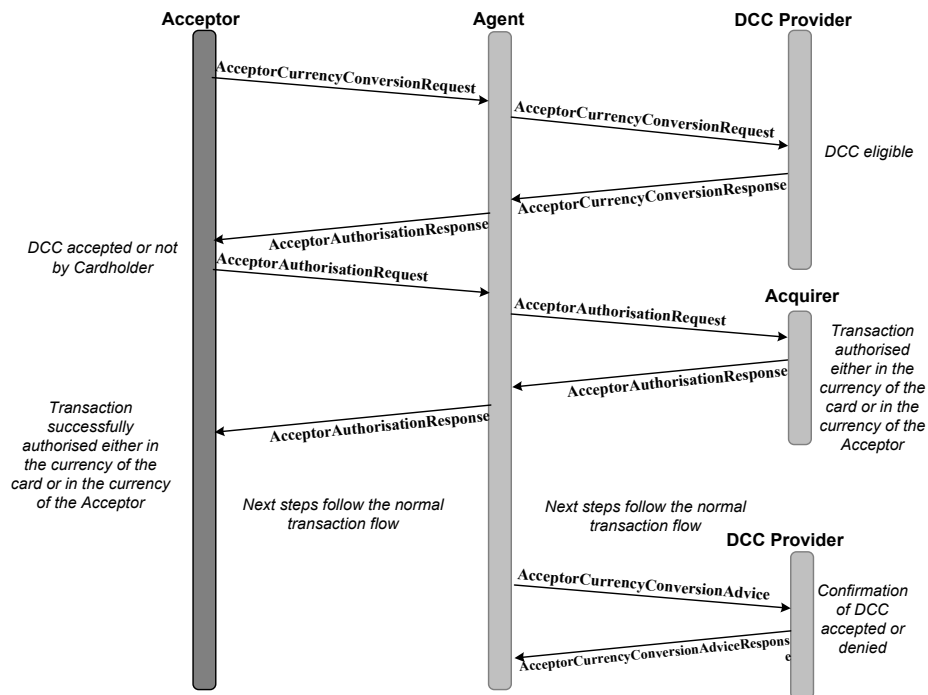 Acceptor
Agent
DCC Provider
AcceptorCurrencyConversionRequest
AcceptorCurrencyConversionRequest
DCC eligible
AcceptorCurrencyConversionResponse
AcceptorAuthorisationResponse
DCC accepted or not
by Cardholder
AcceptorAuthorisationRequest
Acquirer
AcceptorAuthorisationRequest
Transaction
authorised
either in the
currency of the
card or in the
currency of the
Acceptor
AcceptorAuthorisationResponse
AcceptorAuthorisationResponse
Transaction
successfully
authorised either in
the currency of the
card or in the currency
of the Acceptor
Next steps follow the normal
transaction flow
Next steps follow the normal
transaction flow
DCC Provider
AcceptorCurrencyConversionAdvice
Confirmation
of DCC
accepted or
denied
AcceptorCurrencyConversionAdviceRespons
e